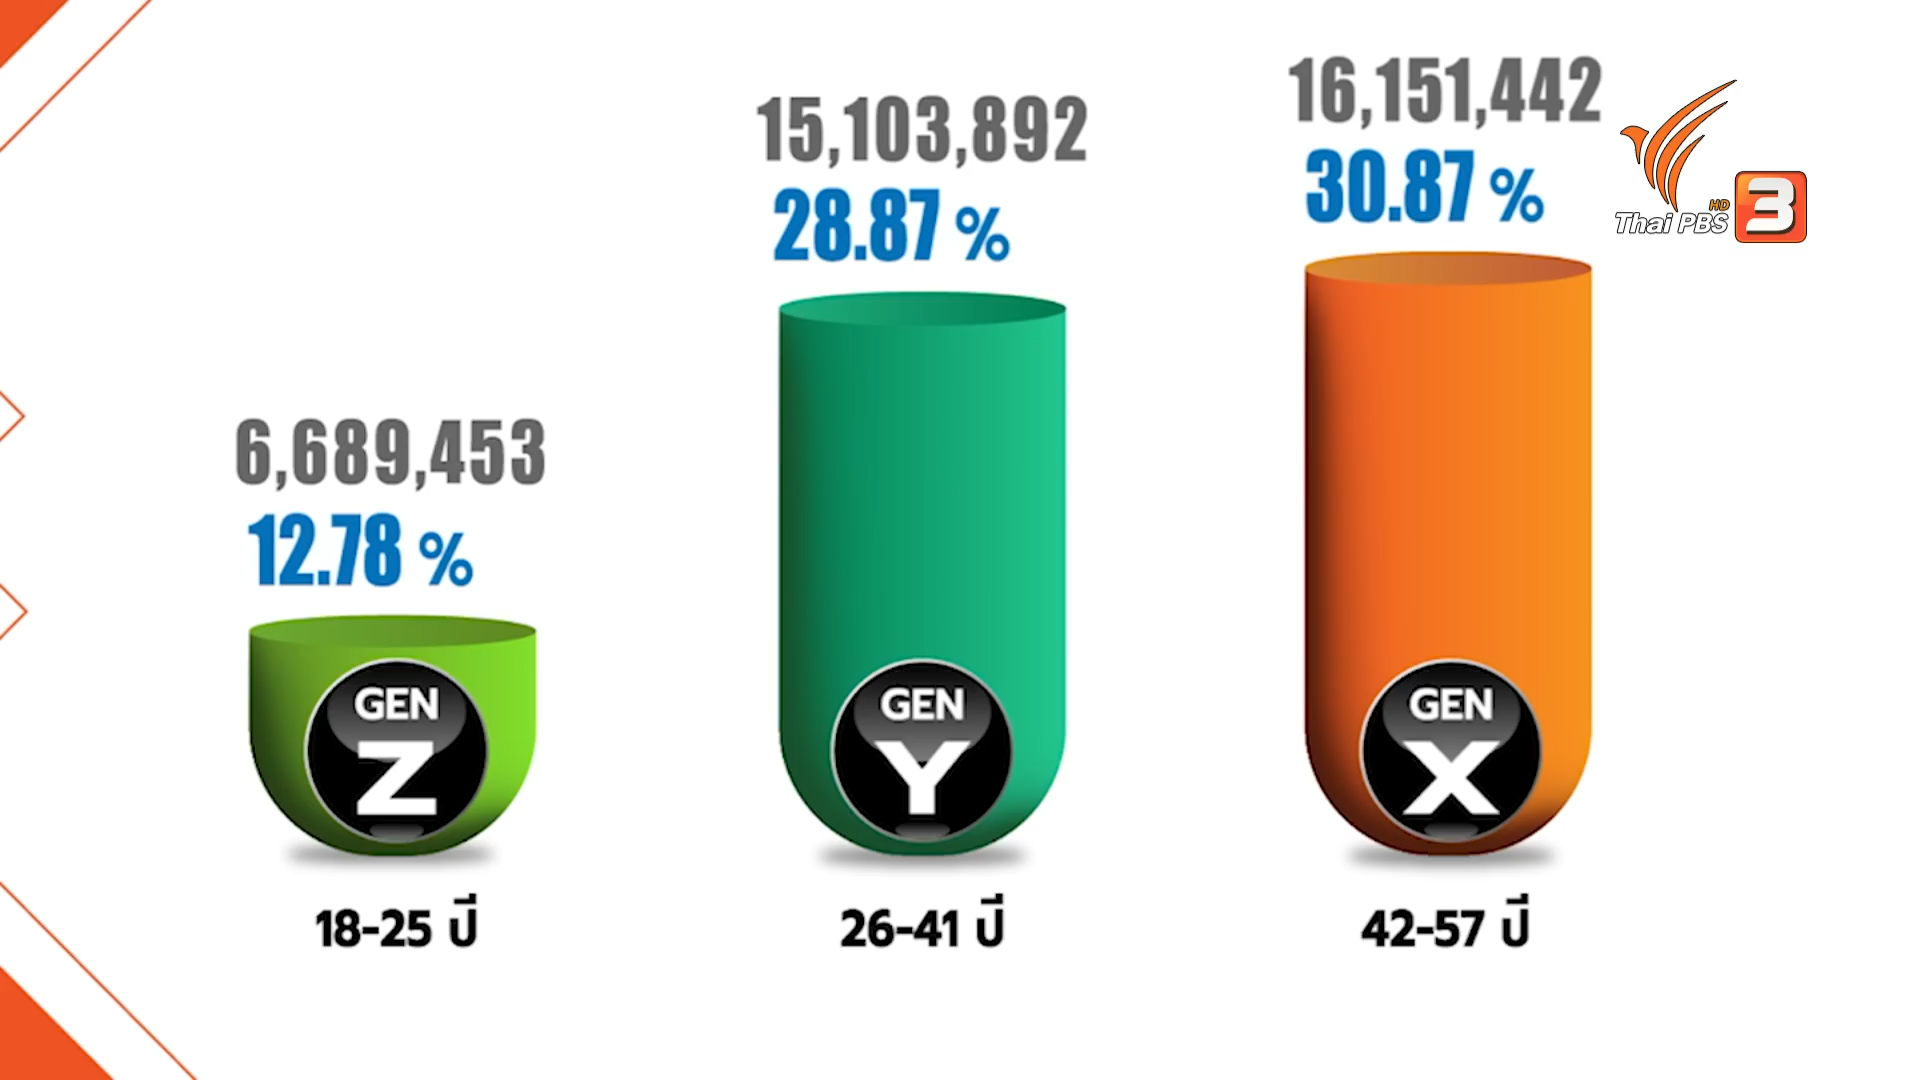 6,689,453
12.78 %
GEN
Z
18-25 ปี
15,103,892
28.87 %
GEN
Y
26-41 ปี
16,151,442
30.87 %
GEN
X
42-57 ปี
HD
Thai PBS 3